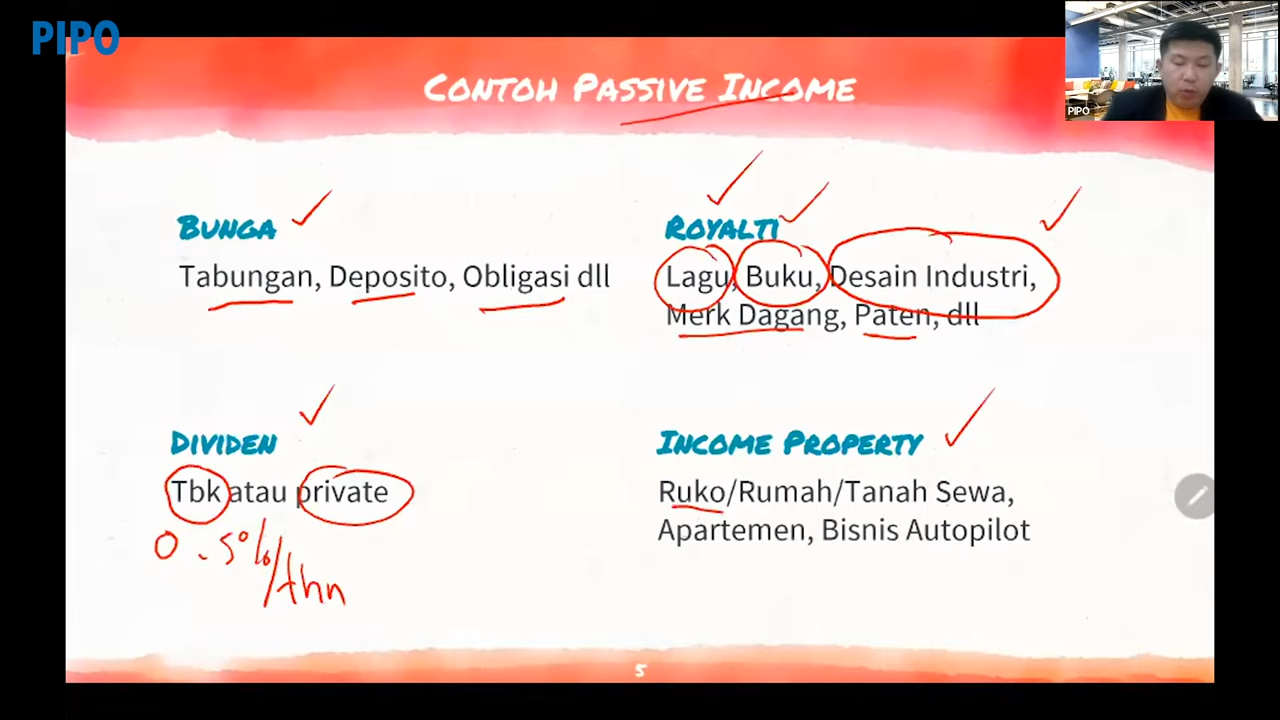 PIPO
CONTOH PASSIVE INCOME
PIPO
BUNGA
Tabungan, Deposito, Obligasi dll
ROYALTI
Lagu, Buku, Desain Industri,
Merk Dagang, Paten, dll
DIVIDEN
Tbk atau private
0.5%/thn
INCOME PROPERTY
Ruko/Rumah/Tanah Sewa,
Apartemen, Bisnis Autopilot
5